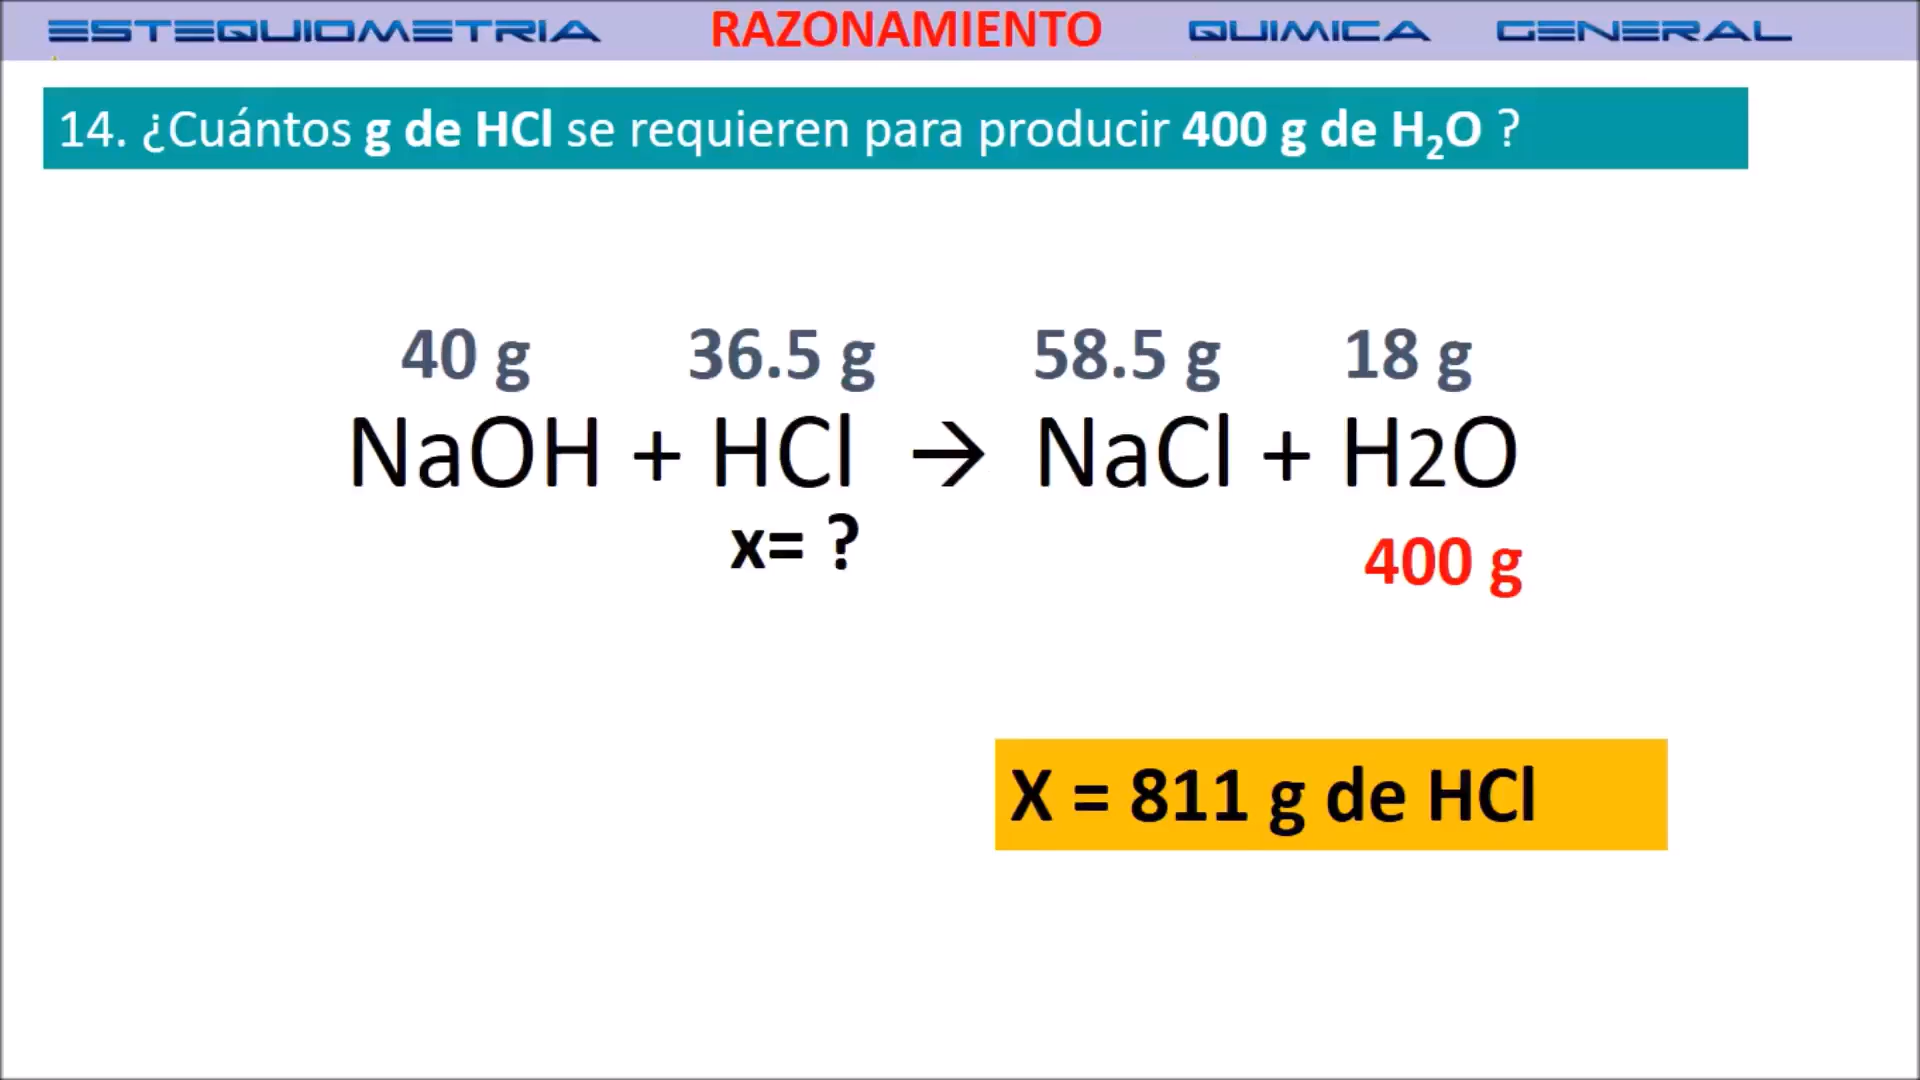 ESTEQUIOMETRIA RAZONAMIENTO QUIMICA GENERAL
14. ¿Cuántos g de HCl se requieren para producir 400 g de H₂O ?
40 g 36.5 g 58.5 g 18 g
NaOH + HCl → NaCl + H2O
x= ? 400 g
X = 811 g de HCl